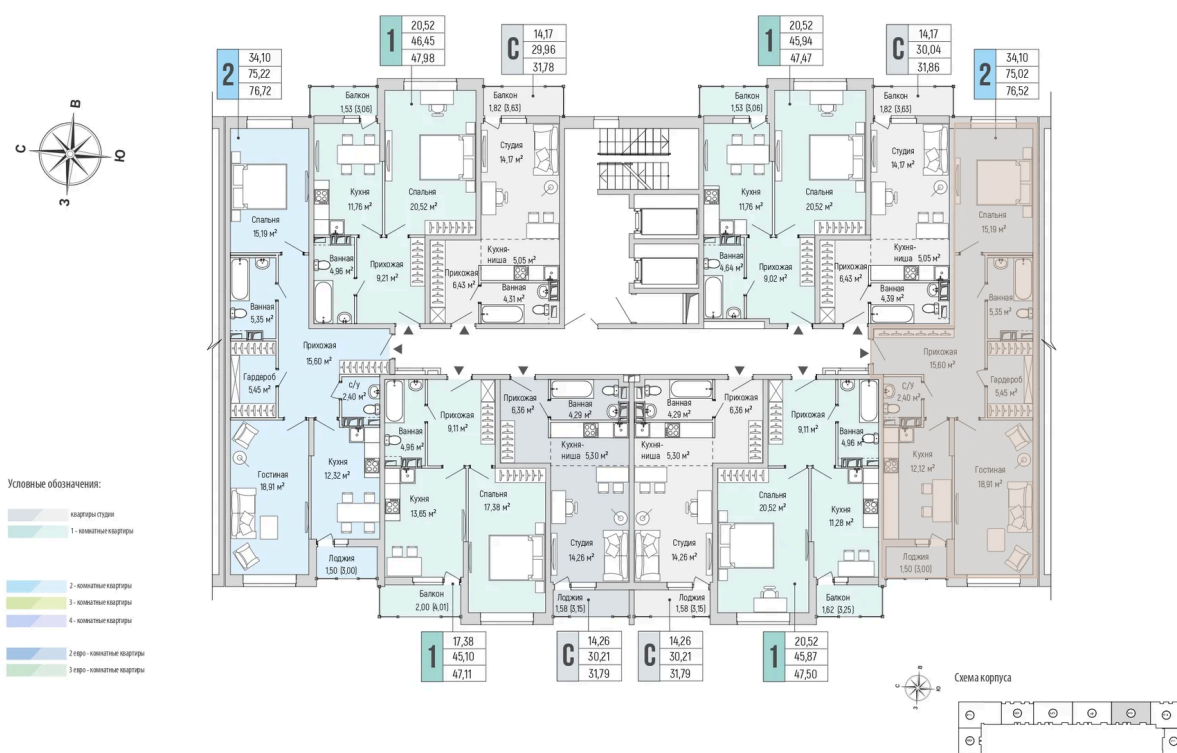 20,52
1 46,45
47,98
14,17
С 29,96
31,78
20,52
1 45,94
47,47
14,17
С 30,04
31,86
34,10
2 75,22
76,72
34,10
2 75,02
76,52
В
С
Ю
З
Балкон
1,53 (3,06)
Балкон
1,82 (3,63)
Балкон
1,53 (3,06)
Балкон
1,82 (3,63)
Студия
14,17 м²
Студия
14,17 м²
Кухня
11,76 м²
Спальня
20,52 м²
Кухня
11,76 м²
Спальня
20,52 м²
Спальня
15,19 м²
Спальня
15,19 м²
Ванная
4,96 м²
Прихожая
9,21 м²
Прихожая
6,43 м²
Кухня-
ниша 5,05 м²
Ванная
4,31 м²
Ванная
4,64 м²
Прихожая
9,02 м²
Прихожая
6,43 м²
Кухня-
ниша 5,05 м²
Ванная
4,39 м²
Ванная
5,35 м²
Ванная
5,35 м²
Прихожая
15,60 м²
Прихожая
15,60 м²
Гардероб
5,45 м²
с/у
2,40 м²
С/У
2,40 м²
Гардероб
5,45 м²
Прихожая
9,11 м²
Прихожая
6,36 м²
Ванная
4,29 м²
Ванная
4,29 м²
Прихожая
6,36 м²
Прихожая
9,11 м²
Ванная
4,96 м²
Ванная
4,96 м²
Кухня-
ниша 5,30 м²
Кухня-
ниша 5,30 м²
Гостиная
18,91 м²
Кухня
12,32 м²
Кухня
13,65 м²
Спальня
17,38 м²
Студия
14,26 м²
Студия
14,26 м²
Спальня
20,52 м²
Кухня
11,28 м²
Кухня
12,12 м²
Гостиная
18,91 м²
Лоджия
1,50 (3,00)
Балкон
2,00 (4,01)
Лоджия
1,58 (3,15)
Лоджия
1,58 (3,15)
Балкон
1,62 (3,25)
Лоджия
1,50 (3,00)
17,38
1 45,10
47,11
14,26
С 30,21
31,79
14,26
С 30,21
31,79
20,52
1 45,87
47,50
Условные обозначения:
квартиры студии
1 - комнатные квартиры
2 - комнатные квартиры
3 - комнатные квартиры
4 - комнатные квартиры
2 евро - комнатные квартиры
3 евро - комнатные квартиры
В
С
Ю
З
Схема корпуса